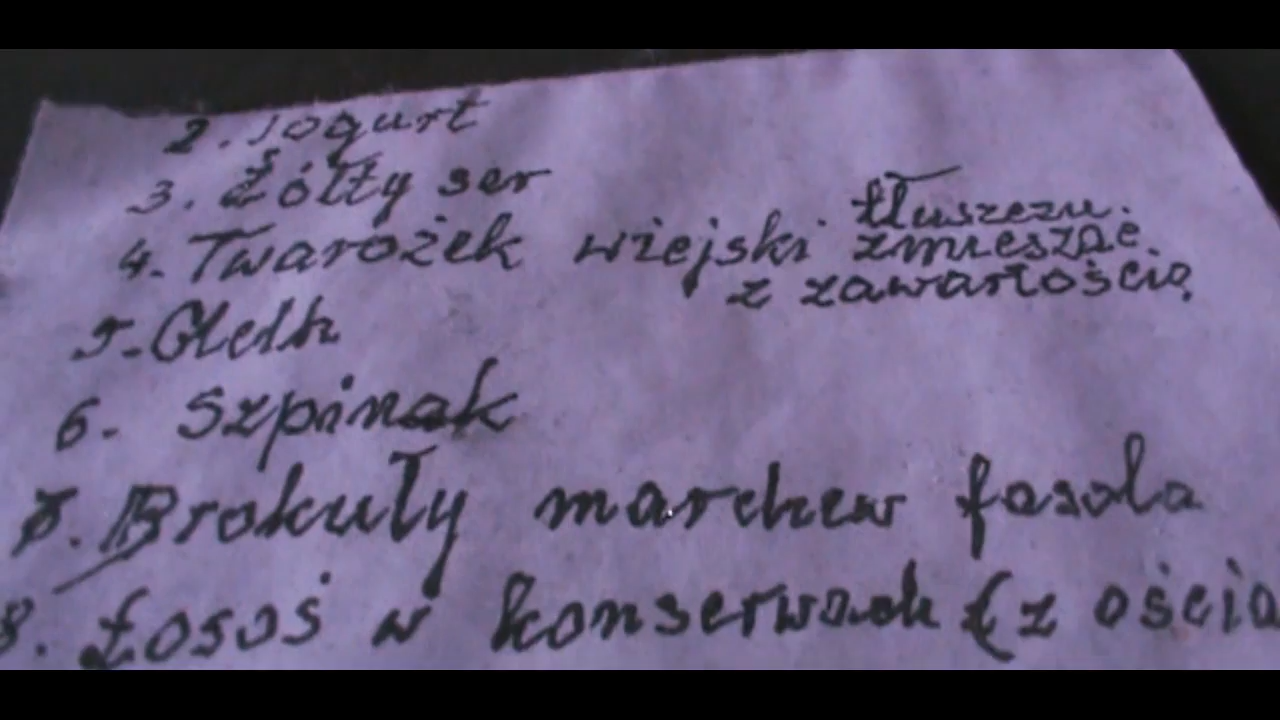 2. Jogurt
3. Żółty ser
4. Twarożek wiejski
tłuszczu.
z zawartością
5.
6. Szpinak
7. Brokuły marchew fasola
8. Łosoś w konserwach (z ością